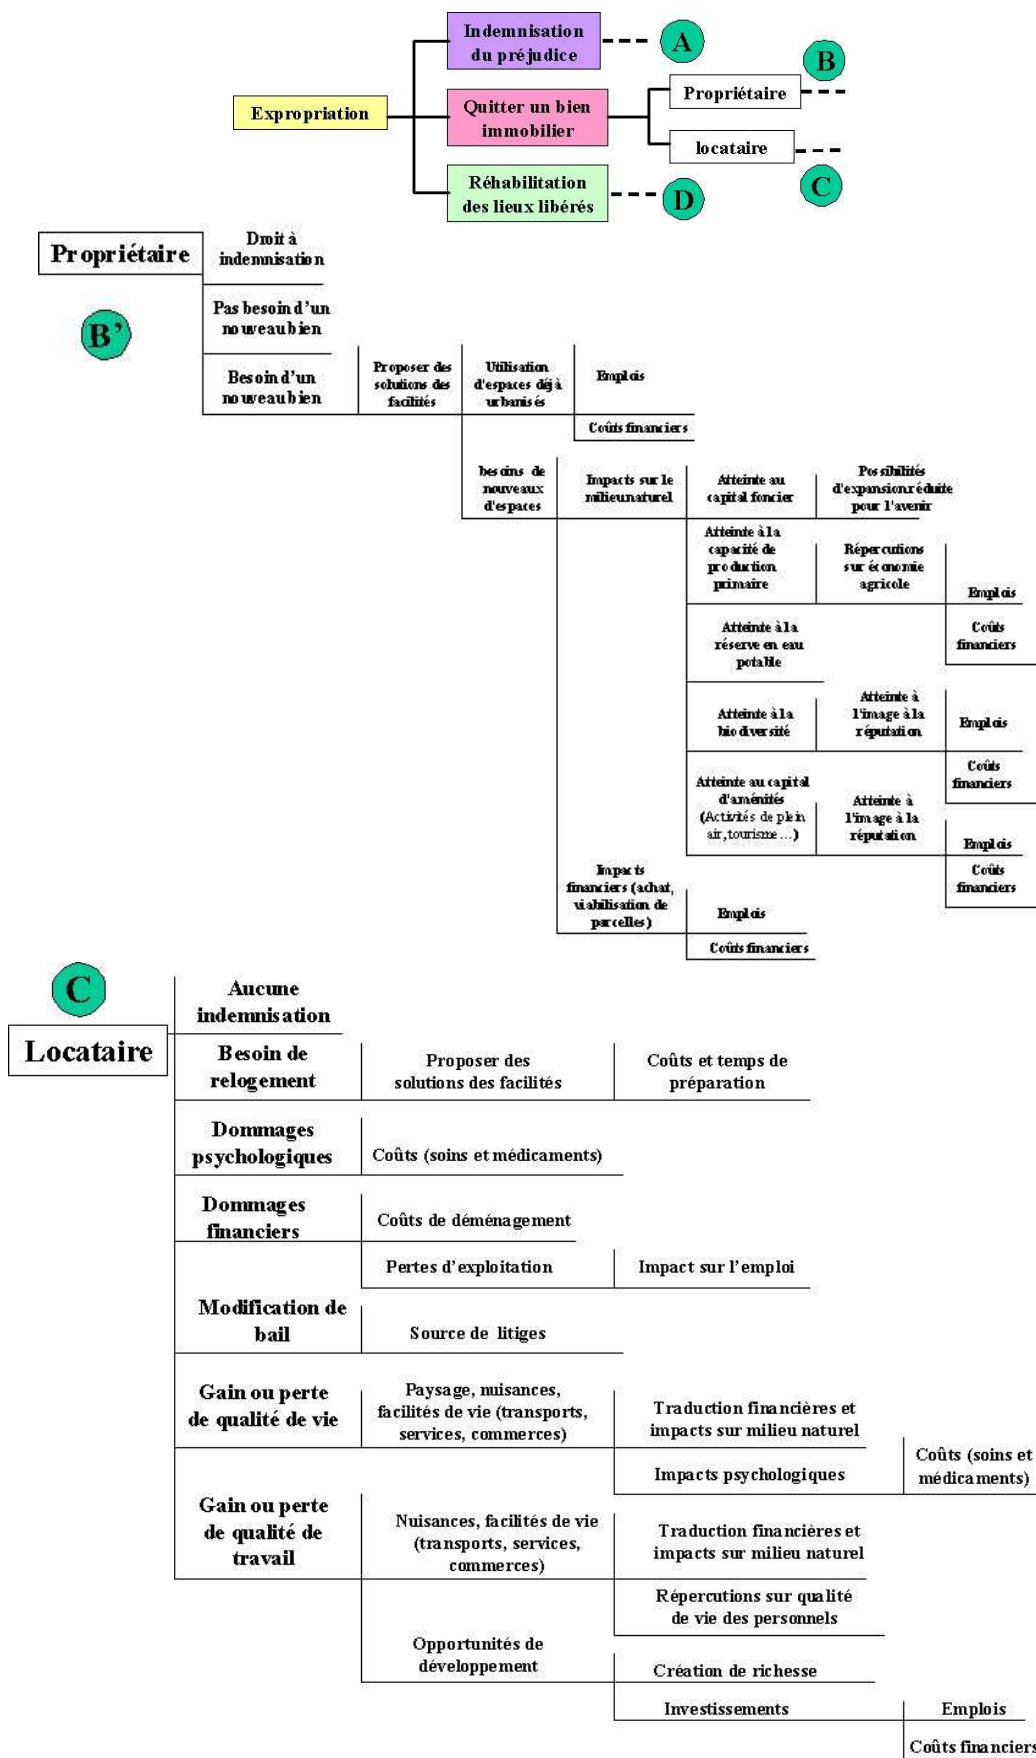 Indemnisation
du préjudice
A
B
Expropriation
Quitter un bien
immobilier
Propriétaire
locataire
C
Réhabilitation
des lieux libérés
D
Propriétaire
B’
Droit à
indemnisation
Pas besoin d’un
nouveau bien
Besoin d’un
nouveau bien
Proposer des
solutions des
facilités
Utilisation
d'espaces déjà
urbanisés
Emplois
Coûts financiers
besoins de
nouveaux
d'espaces
Impacts sur le
milieu naturel
Atteinte au
capital foncier
Possibilités
d'expansion réduite
pour l'avenir
Atteinte à la
capacité de
production
primaire
Répercutions
sur économie
agricole
Emplois
Coûts
financiers
Atteinte à la
réserve en eau
potable
Atteinte à la
biodiversité
Atteinte à
l'image à la
réputation
Emplois
Coûts
financiers
Atteinte au capital
d'aménités
(Activités de plein
air, tourisme…)
Atteinte à
l'image à la
réputation
Emplois
Coûts
financiers
Impacts
financiers (achat,
viabilisation de
parcelles)
Emplois
Coûts financiers
C
Locataire
Aucune
indemnisation
Besoin de
relogement
Proposer des
solutions des facilités
Coûts et temps de
préparation
Dommages
psychologiques
Coûts (soins et médicaments)
Dommages
financiers
Coûts de déménagement
Pertes d’exploitation
Impact sur l’emploi
Modification de
bail
Source de litiges
Gain ou perte
de qualité de vie
Paysage, nuisances,
facilités de vie (transports,
services, commerces)
Traduction financières et
impacts sur milieu naturel
Impacts psychologiques
Coûts (soins et
médicaments)
Gain ou perte
de qualité de
travail
Nuisances, facilités de vie
(transports, services,
commerces)
Traduction financières et
impacts sur milieu naturel
Répercutions sur qualité
de vie des personnels
Opportunités de
développement
Création de richesse
Investissements
Emplois
Coûts financiers